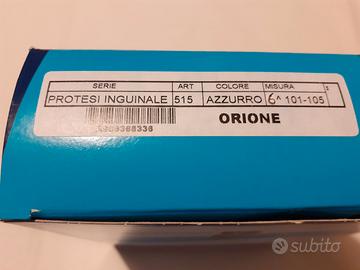 SERIE ART COLORE MISURA
PROTESI INGUINALE 515 AZZURRO 6^ 101-105
ORIONE
subito